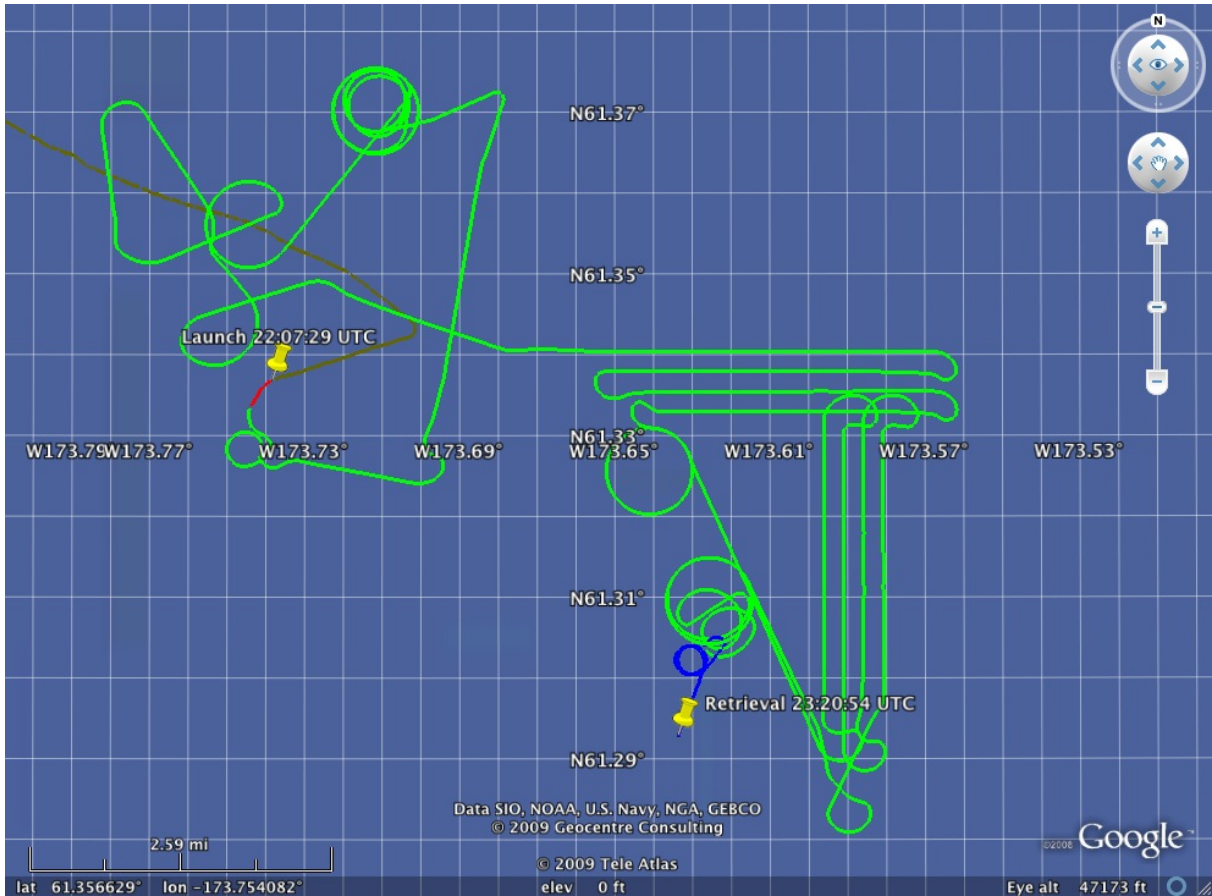 N
N61.37°
N61.35°
Launch 22:07:29 UTC
N61.33°
W173.79 W173.77° W173.73° W173.69° W173.65° W173.61° W173.57° W173.53°
N61.31°
Retrieval 23:20:54 UTC
N61.29°
Data SIO, NOAA, U.S. Navy, NGA, GEBCO
© 2009 Geocentre Consulting
2.59 mi
©2008 Google™
© 2009 Tele Atlas
lat 61.356629° lon -173.754082° elev 0 ft Eye alt 47173 ft